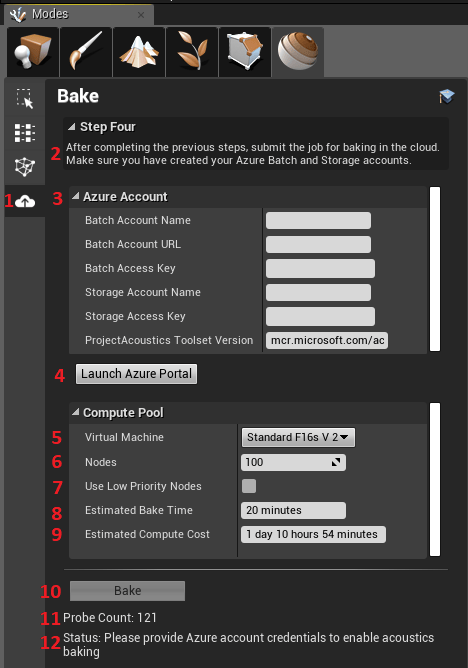 Modes
Bake
Step Four
2
After completing the previous steps, submit the job for baking in the cloud.
Make sure you have created your Azure Batch and Storage accounts.
1
3 Azure Account
Batch Account Name
Batch Account URL
Batch Access Key
Storage Account Name
Storage Access Key
ProjectAcoustics Toolset Version mcr.microsoft.com/ac
4 Launch Azure Portal
Compute Pool
5 Virtual Machine Standard F16s V 2
6 Nodes 100
7 Use Low Priority Nodes
8 Estimated Bake Time 20 minutes
9 Estimated Compute Cost 1 day 10 hours 54 minutes
10 Bake
11 Probe Count: 121
12 Status: Please provide Azure account credentials to enable acoustics
baking